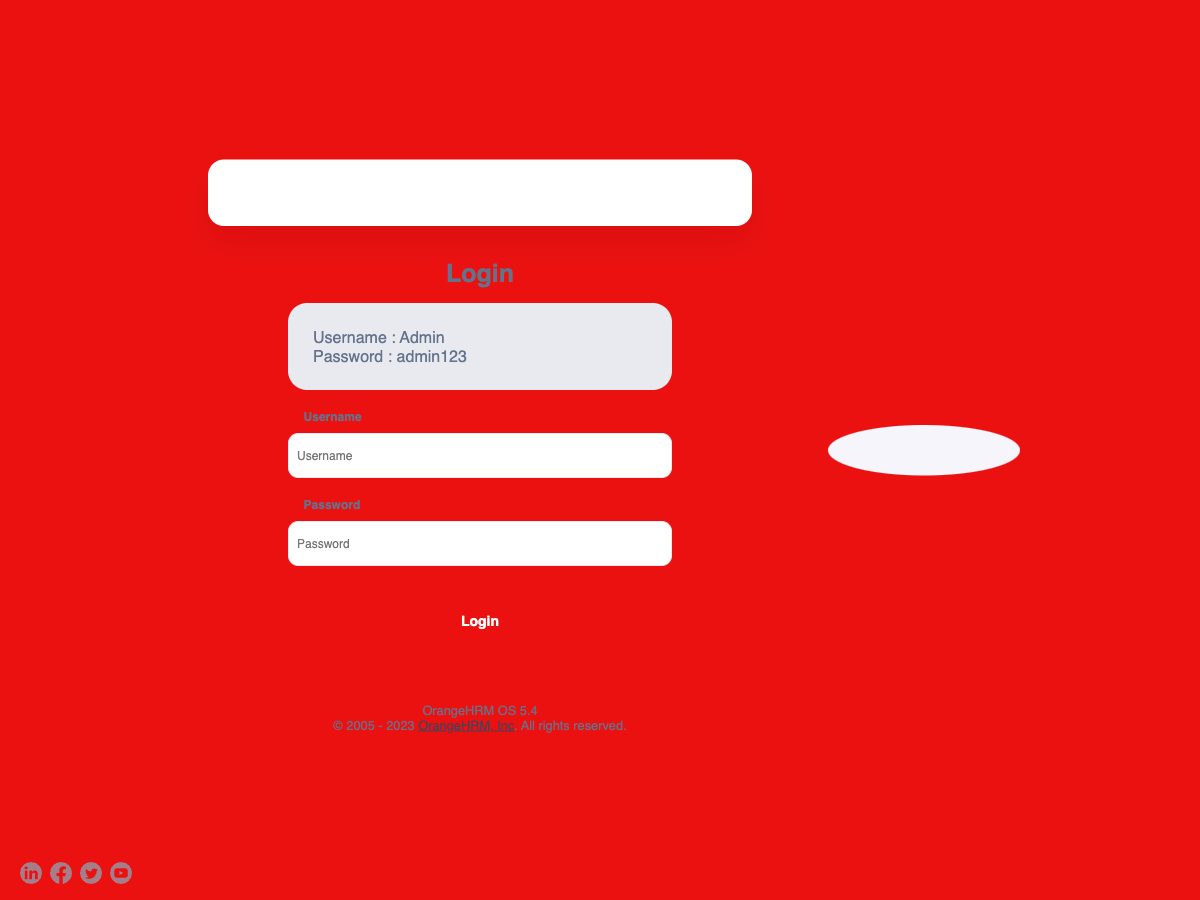 Login
Username : Admin
Password : admin123
Username
Username
Password
Password
Login
OrangeHRM OS 5.4
© 2005 - 2023 OrangeHRM, Inc. All rights reserved.